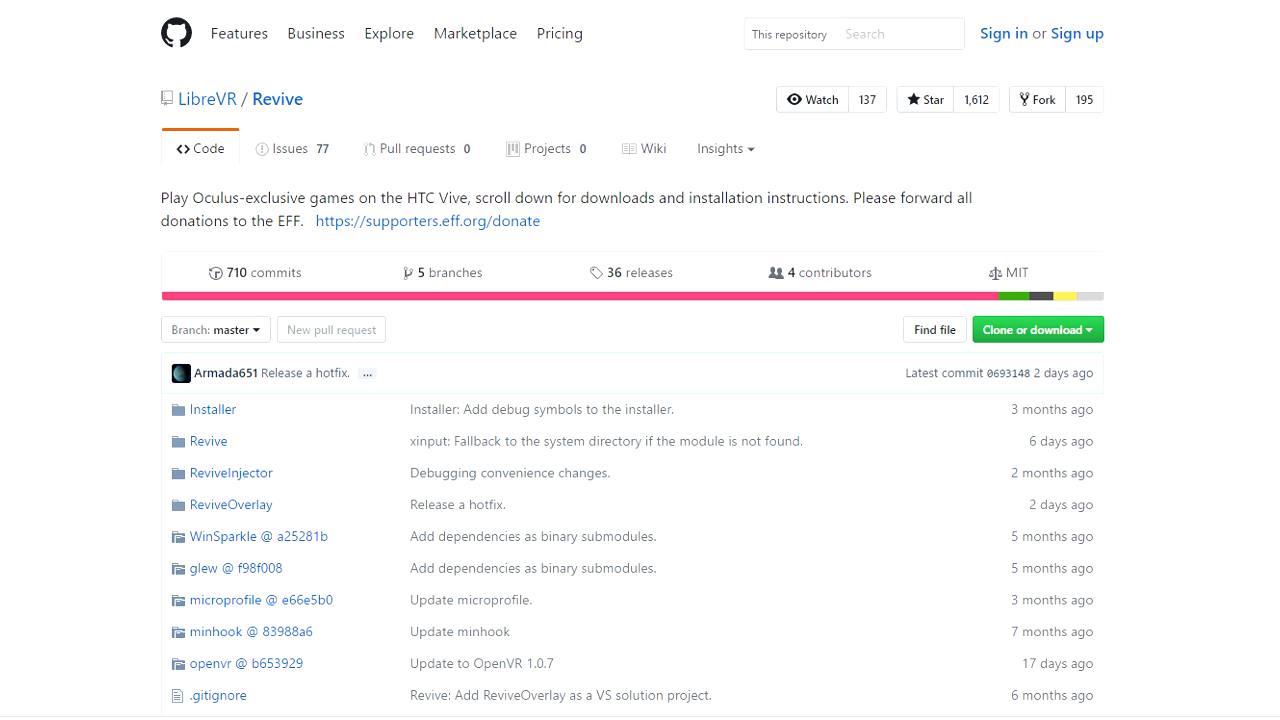 Features Business Explore Marketplace Pricing This repository Search Sign in or Sign up
LibreVR / Revive Watch 137 Star 1,612 Fork 195
Code Issues 77 Pull requests 0 Projects 0 Wiki Insights
Play Oculus-exclusive games on the HTC Vive, scroll down for downloads and installation instructions. Please forward all
donations to the EFF. https://supporters.eff.org/donate
710 commits 5 branches 36 releases 4 contributors MIT
Branch: master New pull request Find file Clone or download
Armada651 Release a hotfix. ... Latest commit 0693148 2 days ago
Installer Installer: Add debug symbols to the installer. 3 months ago
Revive xinput: Fallback to the system directory if the module is not found. 6 days ago
ReviveInjector Debugging convenience changes. 2 months ago
ReviveOverlay Release a hotfix. 2 days ago
WinSparkle @ a25281b Add dependencies as binary submodules. 5 months ago
glew @ f98f008 Add dependencies as binary submodules. 5 months ago
microprofile @ e66e5b0 Update microprofile. 3 months ago
minhook @ 83988a6 Update minhook 7 months ago
openvr @ b653929 Update to OpenVR 1.0.7 17 days ago
.gitignore Revive: Add ReviveOverlay as a VS solution project. 6 months ago